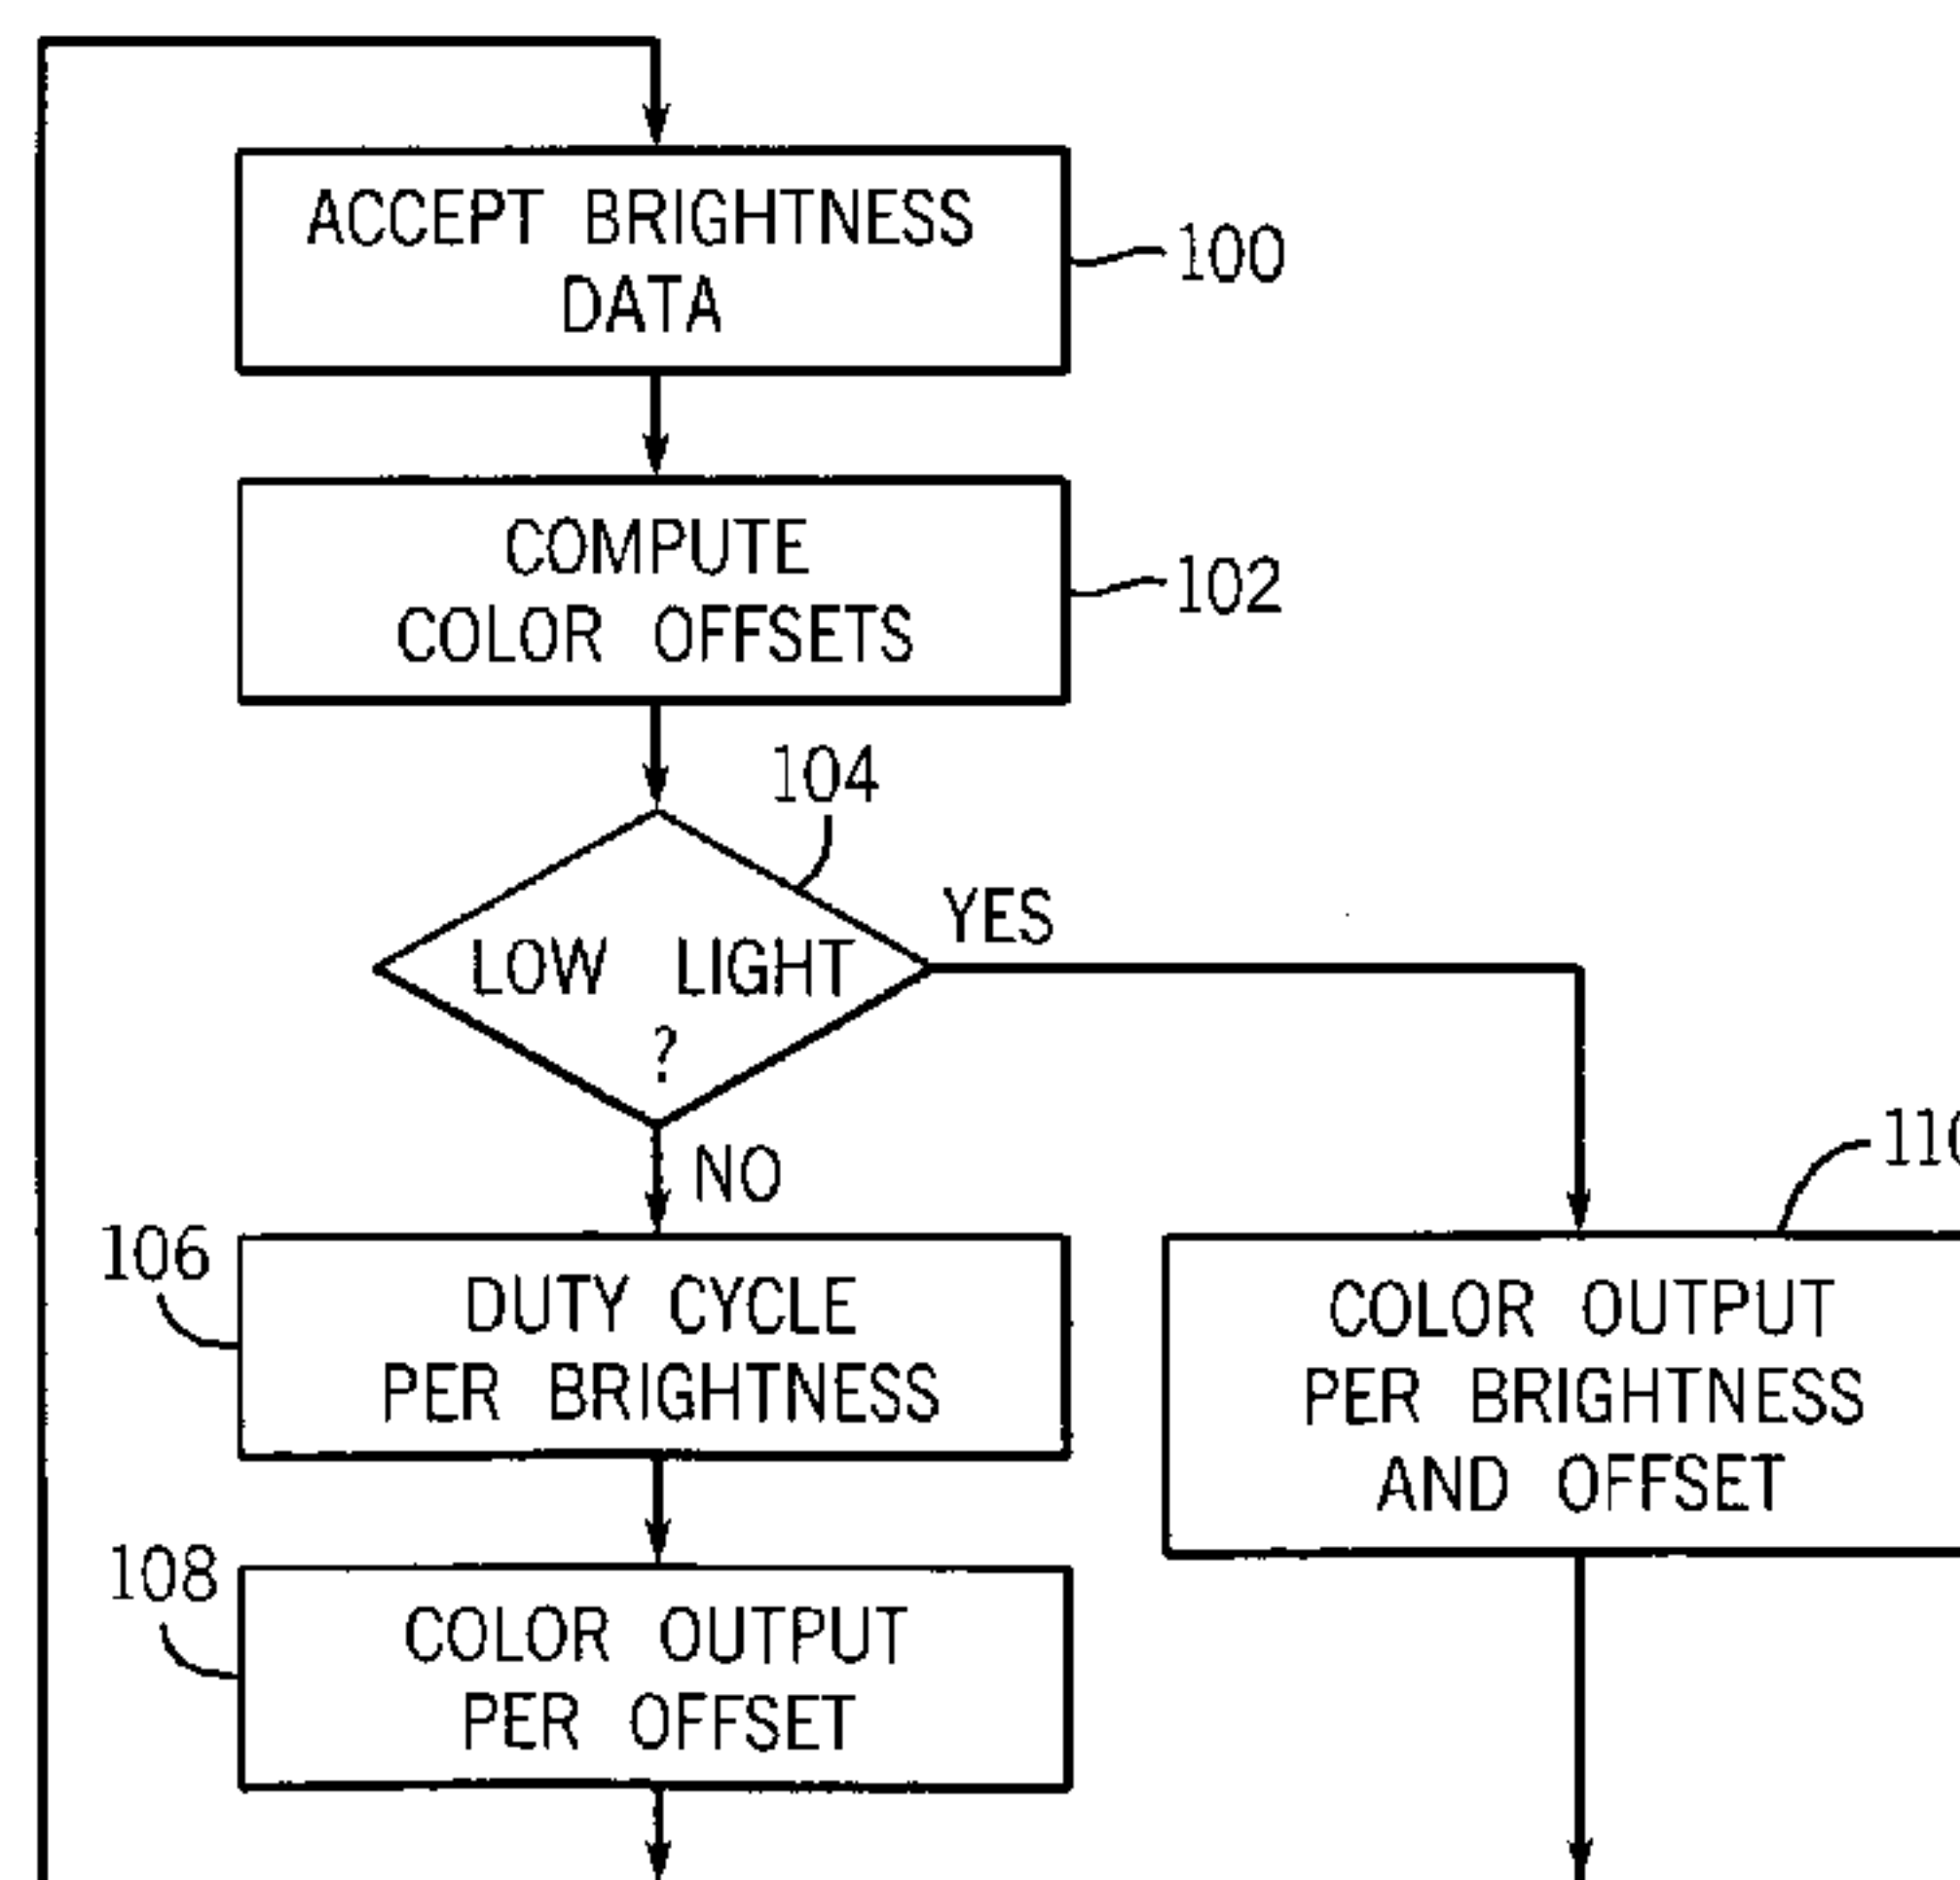 ACCEPT BRIGHTNESS
DATA
100
COMPUTE
COLOR OFFSETS
102
104
LOW LIGHT
?
YES
NO
106
DUTY CYCLE
PER BRIGHTNESS
COLOR OUTPUT
PER BRIGHTNESS
AND OFFSET
108
COLOR OUTPUT
PER OFFSET